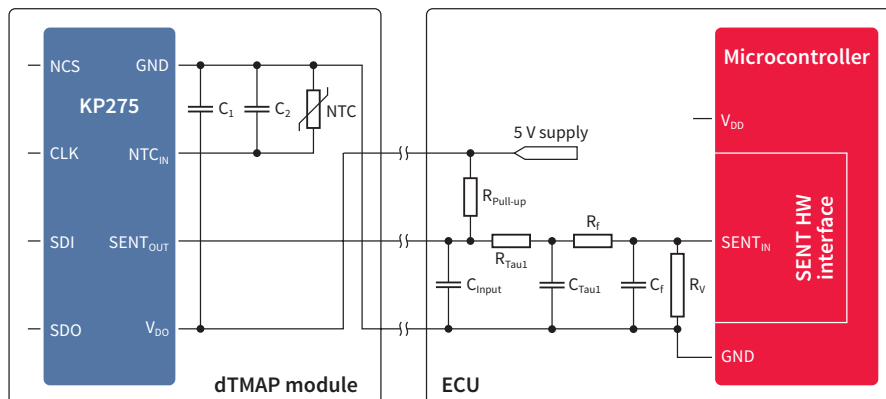 NCS
GND
KP275
C1
C2
NTC
CLK
NTCIN
SDI
SENTOUT
SDO
VDO
dTMAP module
5 V supply
RPull-up
Rf
RTau1
CInput
CTau1
Cf
RV
ECU
Microcontroller
VDD
SENTIN
SENT HW
interface
GND